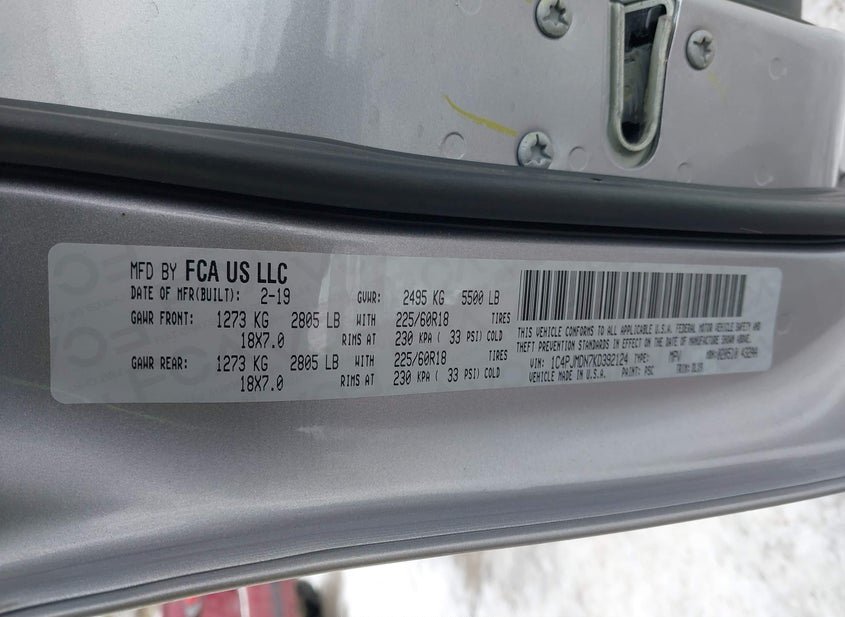 MFD BY FCA US LLC
DATE OF MFR(BUILT): 2-19 GVWR: 2495 KG 5500 LB
GAWR FRONT: 1273 KG 2805 LB WITH 225/60R18 TIRES
18X7.0 RIMS AT 230 KPA ( 33 PSI) COLD
GAWR REAR: 1273 KG 2805 LB WITH 225/60R18 TIRES
18X7.0 RIMS AT 230 KPA ( 33 PSI) COLD
THIS VEHICLE CONFORMS TO ALL APPLICABLE U.S.A. FEDERAL MOTOR VEHICLE SAFETY AND
THEFT PREVENTION STANDARDS IN EFFECT ON THE DATE OF MANUFACTURE SHOWN ABOVE.
VIN: 1C4PJMDN7KD392124 TYPE: MPV MDH:
VEHICLE MADE IN U.S.A. PAINT: PSC TRIM: